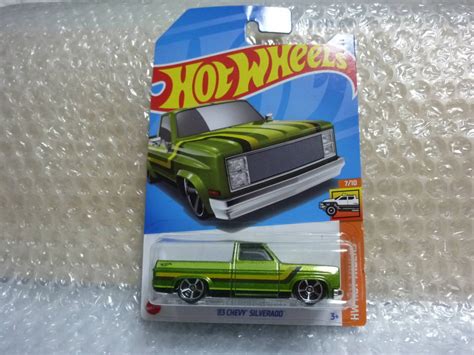 HOT WHEELS
7/10
HW HOT TRUCKS
'83 CHEVY SILVERADO
3+